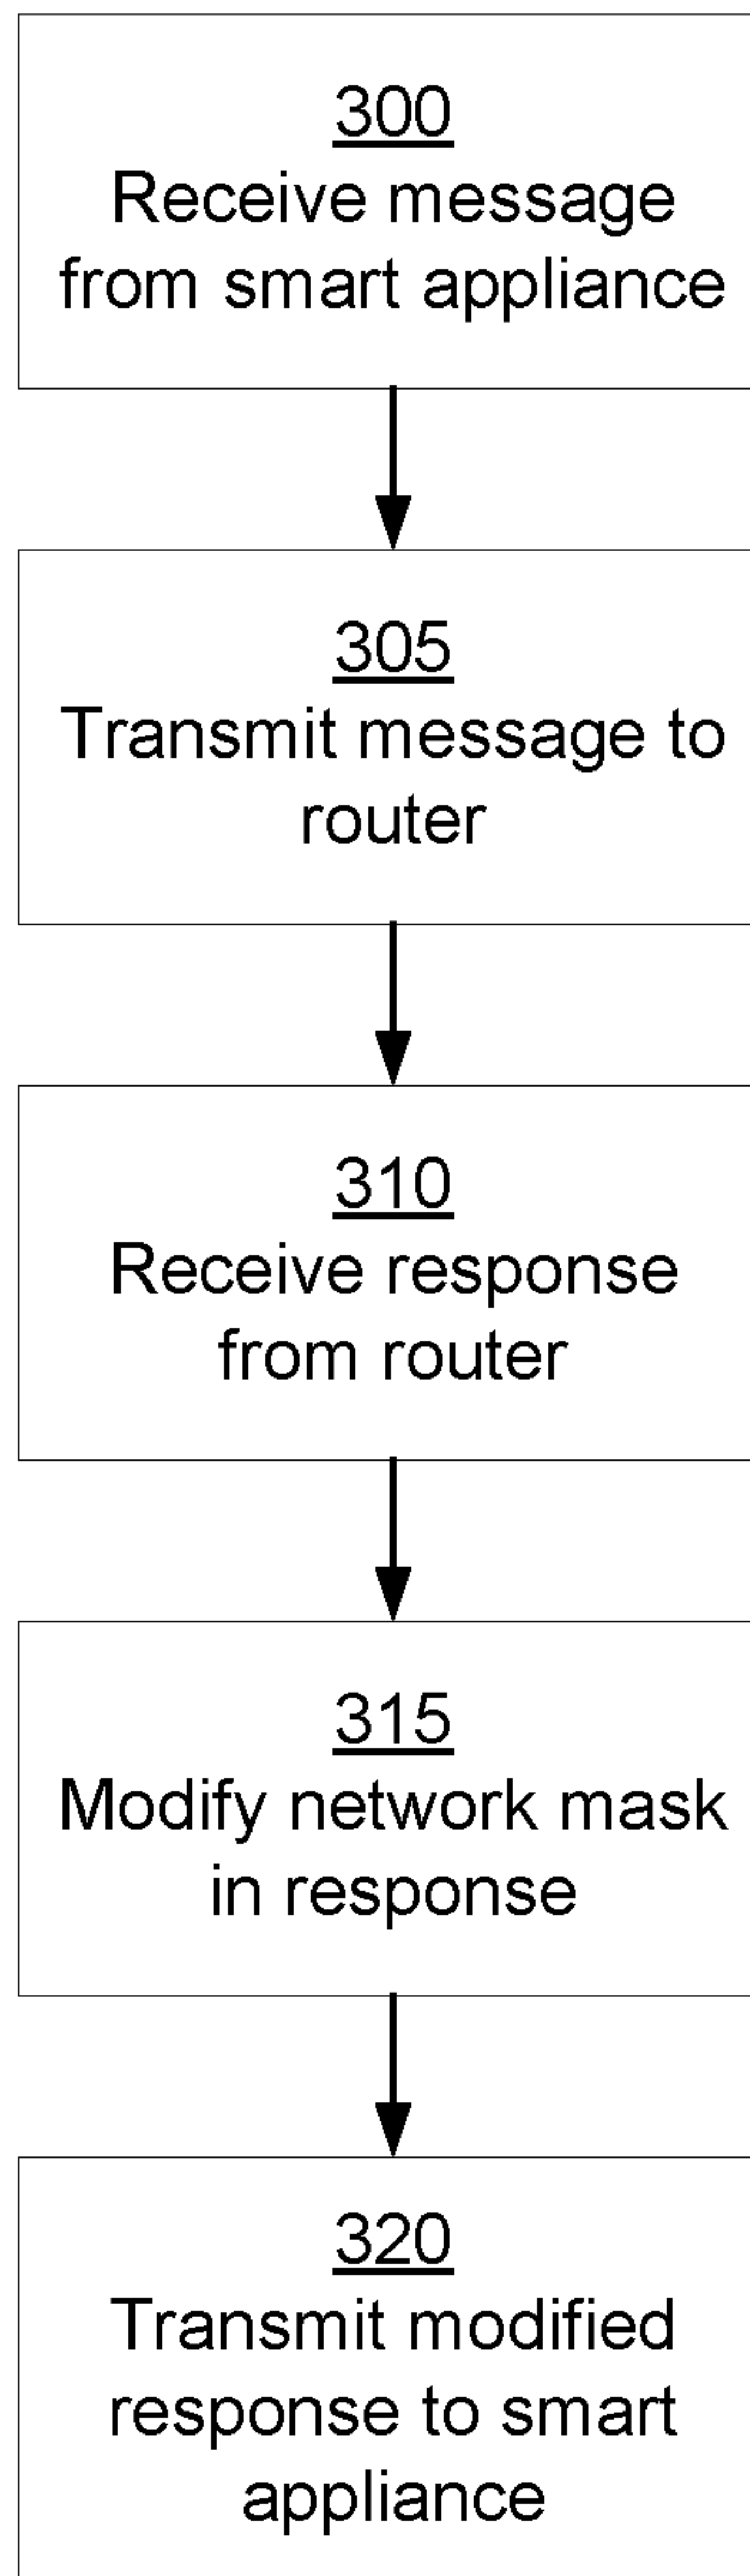 300
Receive message
from smart appliance
305
Transmit message to
router
310
Receive response
from router
315
Modify network mask
in response
320
Transmit modified
response to smart
appliance